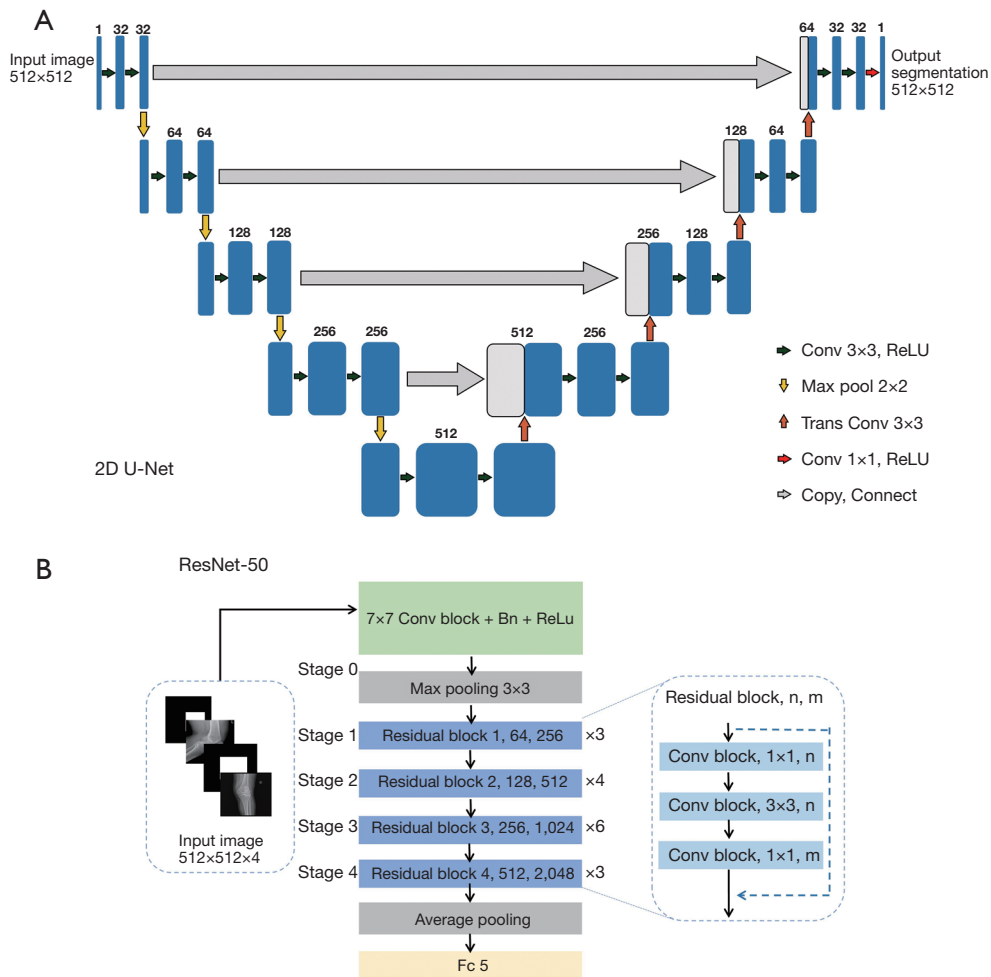 A
1 32 32
64 32 32 1
Input image
512×512
Output
segmentation
512×512
64 64
128 64
128 128
256 128
256 256
512 256
512
2D U-Net
Conv 3×3, ReLU
Max pool 2×2
Trans Conv 3×3
Conv 1×1, ReLU
Copy, Connect
B
ResNet-50
7×7 Conv block + Bn + ReLu
Stage 0
Max pooling 3×3
Stage 1
Residual block 1, 64, 256
×3
Stage 2
Residual block 2, 128, 512
×4
Stage 3
Residual block 3, 256, 1,024
×6
Stage 4
Residual block 4, 512, 2,048
×3
Average pooling
Fc 5
Input image
512×512×4
Residual block, n, m
Conv block, 1×1, n
Conv block, 3×3, n
Conv block, 1×1, m